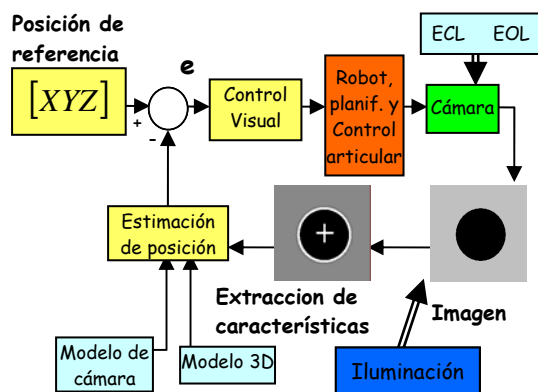 Posición de
referencia
[XYZ]
+
-
e
Control
Visual
Robot,
planif. y
Control
articular
ECL EOL
Cámara
Estimación
de posición
Extraccion de
características
Imagen
Modelo de
cámara
Modelo 3D
Iluminación